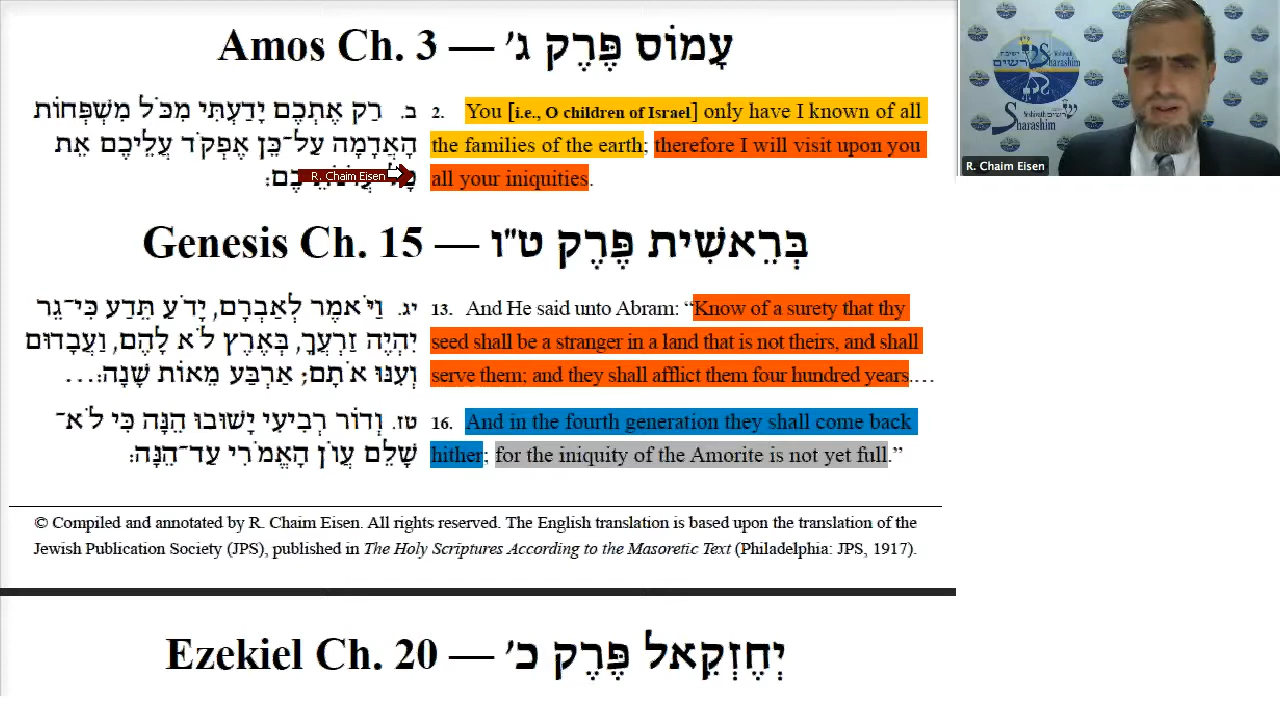 Amos Ch. 3 — עָמוֹס פֶּרֶק ג׳
ב. רַק אֶתְכֶם יָדַעְתִּי מִכֹּל מִשְׁפְּחוֹת
הָאֲדָמָה עַל־כֵּן אֶפְקֹד עֲלֵיכֶם אֵת
R. Chaim Eisen
2. You [i.e., O children of Israel] only have I known of all
the families of the earth; therefore I will visit upon you
all your iniquities.
Genesis Ch. 15 — בְּרֵאשִׁית פֶּרֶק ט"ו
יג. וַיֹּאמֶר לְאַבְרָם, יָדֹעַ תֵּדַע כִּי־גֵר
יִהְיֶה זַרְעֲךָ, בְּאֶרֶץ לֹא לָהֶם, וַעֲבָדוּם
וְעִנּוּ אֹתָם; אַרְבַּע מֵאוֹת שָׁנָה:…
13. And He said unto Abram: “Know of a surety that thy
seed shall be a stranger in a land that is not theirs, and shall
serve them; and they shall afflict them four hundred years.…
טז. וְדוֹר רְבִיעִי יָשׁוּבוּ הֵנָּה כִּי לֹא־
שָׁלֵם עֲוֹן הָאֱמֹרִי עַד־הֵנָּה:
16. And in the fourth generation they shall come back
hither; for the iniquity of the Amorite is not yet full.”
© Compiled and annotated by R. Chaim Eisen. All rights reserved. The English translation is based upon the translation of the
Jewish Publication Society (JPS), published in The Holy Scriptures According to the Masoretic Text (Philadelphia: JPS, 1917).
Ezekiel Ch. 20 — יְחֶזְקֵאל פֶּרֶק כ׳
ישיבת
שרשים
Sharashim
Yeshivath
Sharashim
R. Chaim Eisen